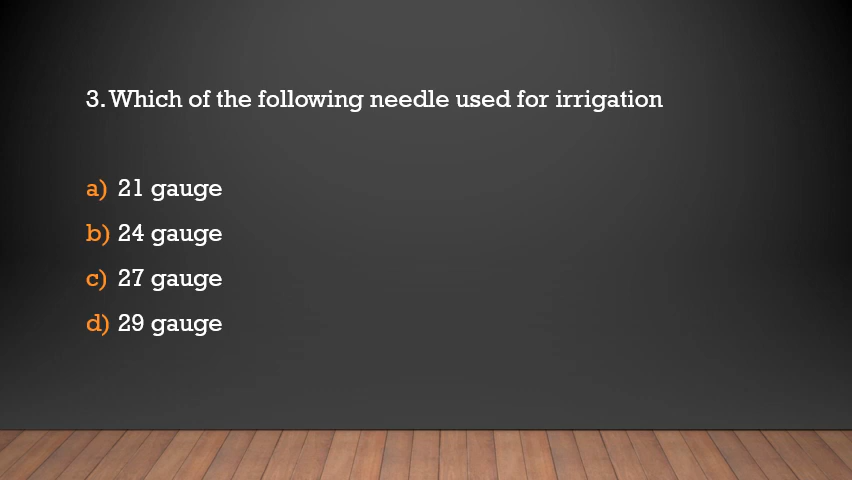 3. Which of the following needle used for irrigation
a) 21 gauge
b) 24 gauge
c) 27 gauge
d) 29 gauge